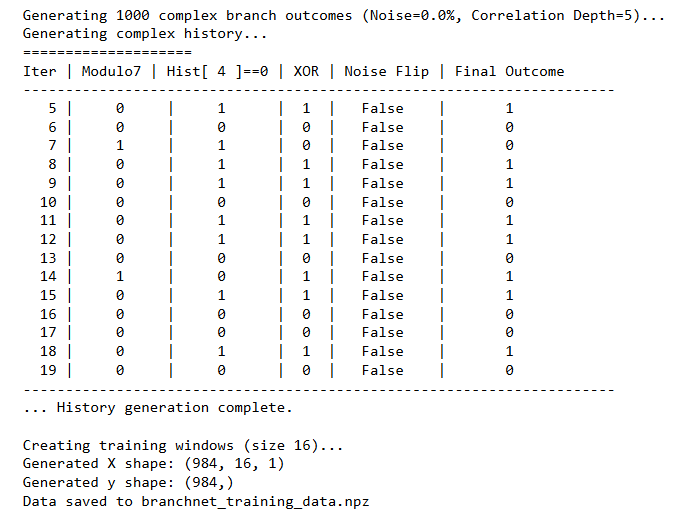 Generating 1000 complex branch outcomes (Noise=0.0%, Correlation Depth=5)...
Generating complex history...
=====================
Iter | Modulo7 | Hist[ 4 ]==0 | XOR | Noise Flip | Final Outcome
-------------------------------------------------------------------------
5 | 0 | 1 | 1 | False | 1
6 | 0 | 0 | 0 | False | 0
7 | 1 | 1 | 0 | False | 0
8 | 0 | 1 | 1 | False | 1
9 | 0 | 1 | 1 | False | 1
10 | 0 | 0 | 0 | False | 0
11 | 0 | 1 | 1 | False | 1
12 | 0 | 1 | 1 | False | 1
13 | 0 | 0 | 0 | False | 0
14 | 1 | 0 | 1 | False | 1
15 | 0 | 1 | 1 | False | 1
16 | 0 | 0 | 0 | False | 0
17 | 0 | 0 | 0 | False | 0
18 | 0 | 1 | 1 | False | 1
19 | 0 | 0 | 0 | False | 0
-------------------------------------------------------------------------
... History generation complete.

Creating training windows (size 16)...
Generated X shape: (984, 16, 1)
Generated y shape: (984,)
Data saved to branchnet_training_data.npz